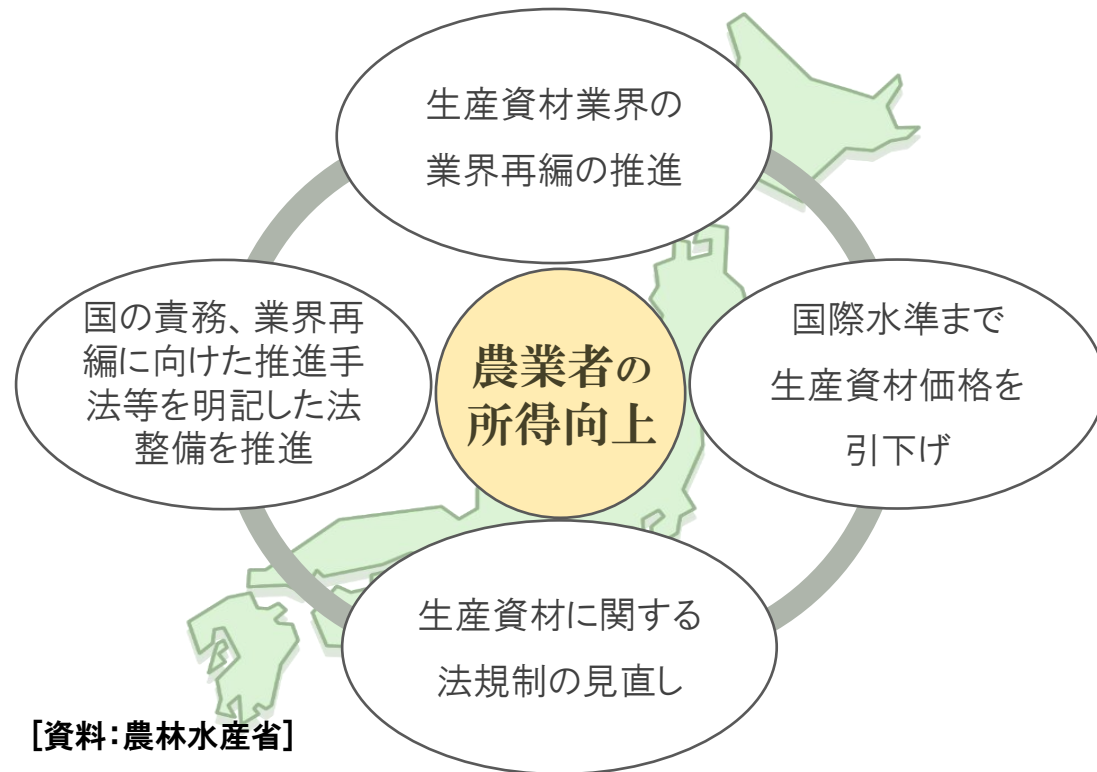 生産資材業界の
業界再編の推進
国の責務、業界再
編に向けた推進手
法等を明記した法
整備を推進
農業者の
所得向上
国際水準まで
生産資材価格を
引下げ
生産資材に関する
法規制の見直し
[資料：農林水産省]